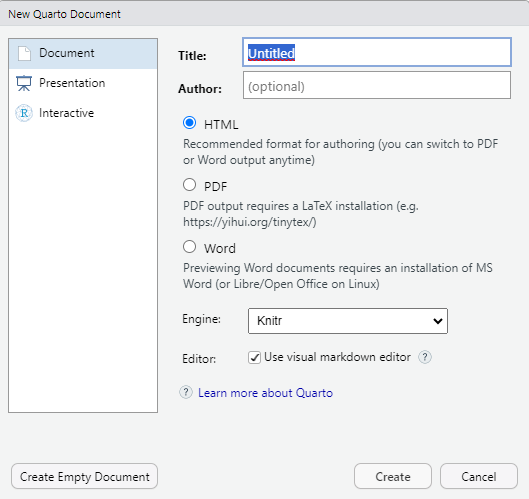 New Quarto Document
Document
Presentation
Interactive
Title:
Untitled
Author:
(optional)
HTML
Recommended format for authoring (you can switch to PDF
or Word output anytime)
PDF
PDF output requires a LaTeX installation (e.g.
https://yihui.org/tinytex/)
Word
Previewing Word documents requires an installation of MS
Word (or Libre/Open Office on Linux)
Engine:
Knitr
Editor:
Use visual markdown editor ?
? Learn more about Quarto
Create Empty Document
Create
Cancel